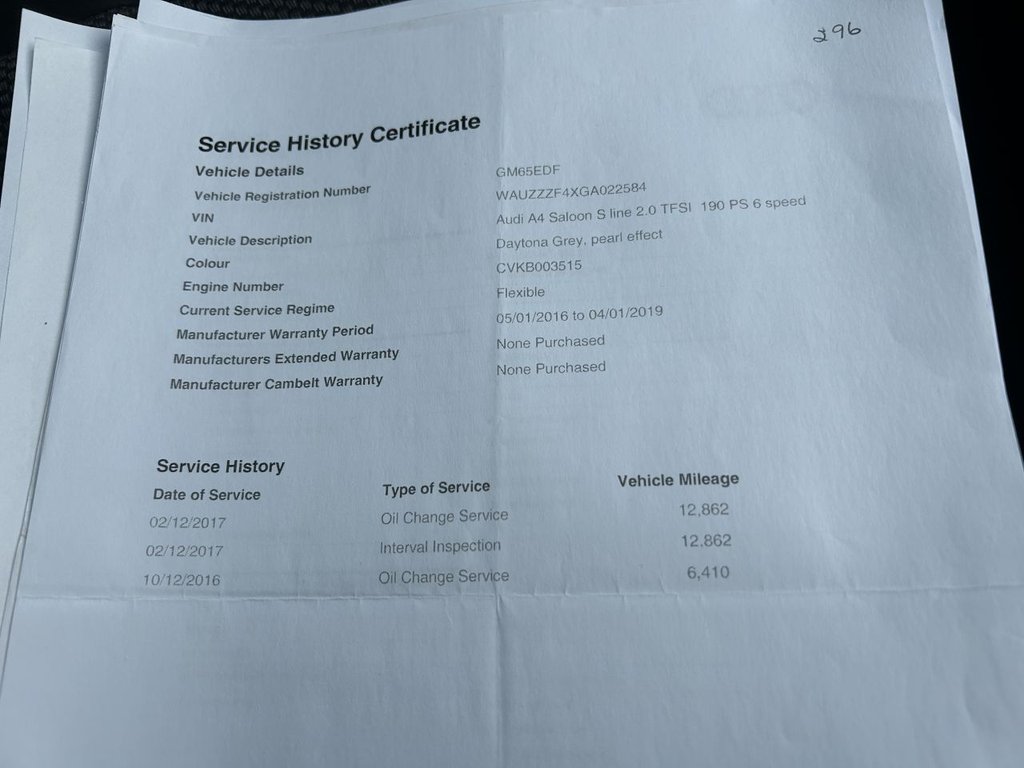 296
Service History Certificate
Vehicle Details
Vehicle Registration Number GM65EDF
VIN WAUZZZF4XGA022584
Vehicle Description Audi A4 Saloon S line 2.0 TFSI 190 PS 6 speed
Colour Daytona Grey, pearl effect
Engine Number CVKB003515
Current Service Regime Flexible
Manufacturer Warranty Period 05/01/2016 to 04/01/2019
Manufacturers Extended Warranty None Purchased
Manufacturer Cambelt Warranty None Purchased
Service History
Date of Service Type of Service Vehicle Mileage
02/12/2017 Oil Change Service 12,862
02/12/2017 Interval Inspection 12,862
10/12/2016 Oil Change Service 6,410